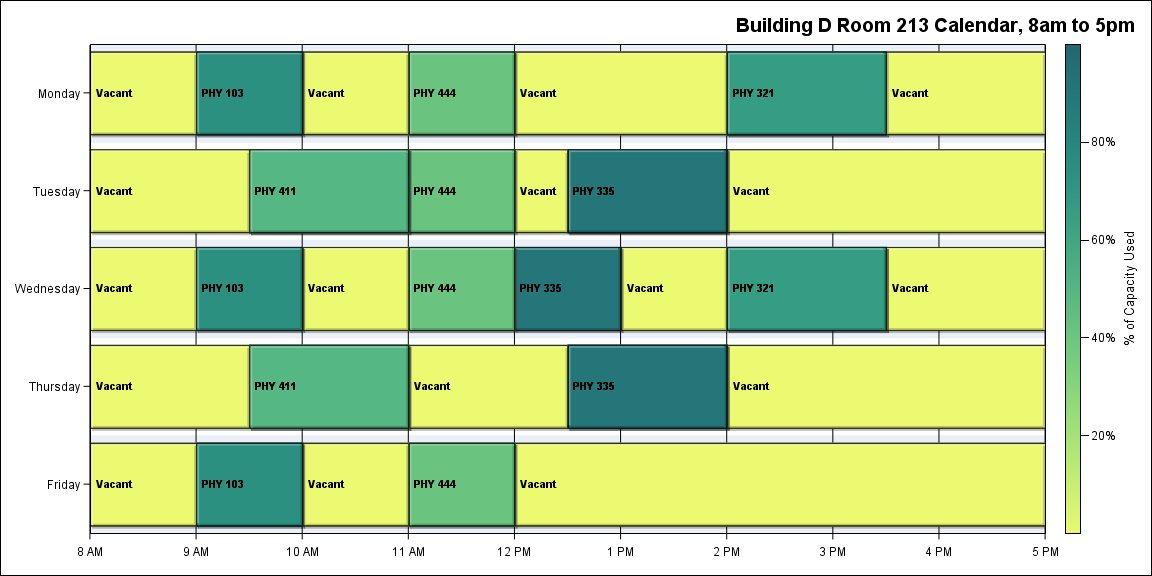 Building D Room 213 Calendar, 8am to 5pm
Monday
Vacant
PHY 103
Vacant
PHY 444
Vacant
PHY 321
Vacant
Tuesday
Vacant
PHY 411
PHY 444
Vacant
PHY 335
Vacant
Wednesday
Vacant
PHY 103
Vacant
PHY 444
PHY 335
Vacant
PHY 321
Vacant
Thursday
Vacant
PHY 411
Vacant
PHY 335
Vacant
Friday
Vacant
PHY 103
Vacant
PHY 444
Vacant
8 AM
9 AM
10 AM
11 AM
12 PM
1 PM
2 PM
3 PM
4 PM
5 PM
80%
60%
40%
20%
% of Capacity Used